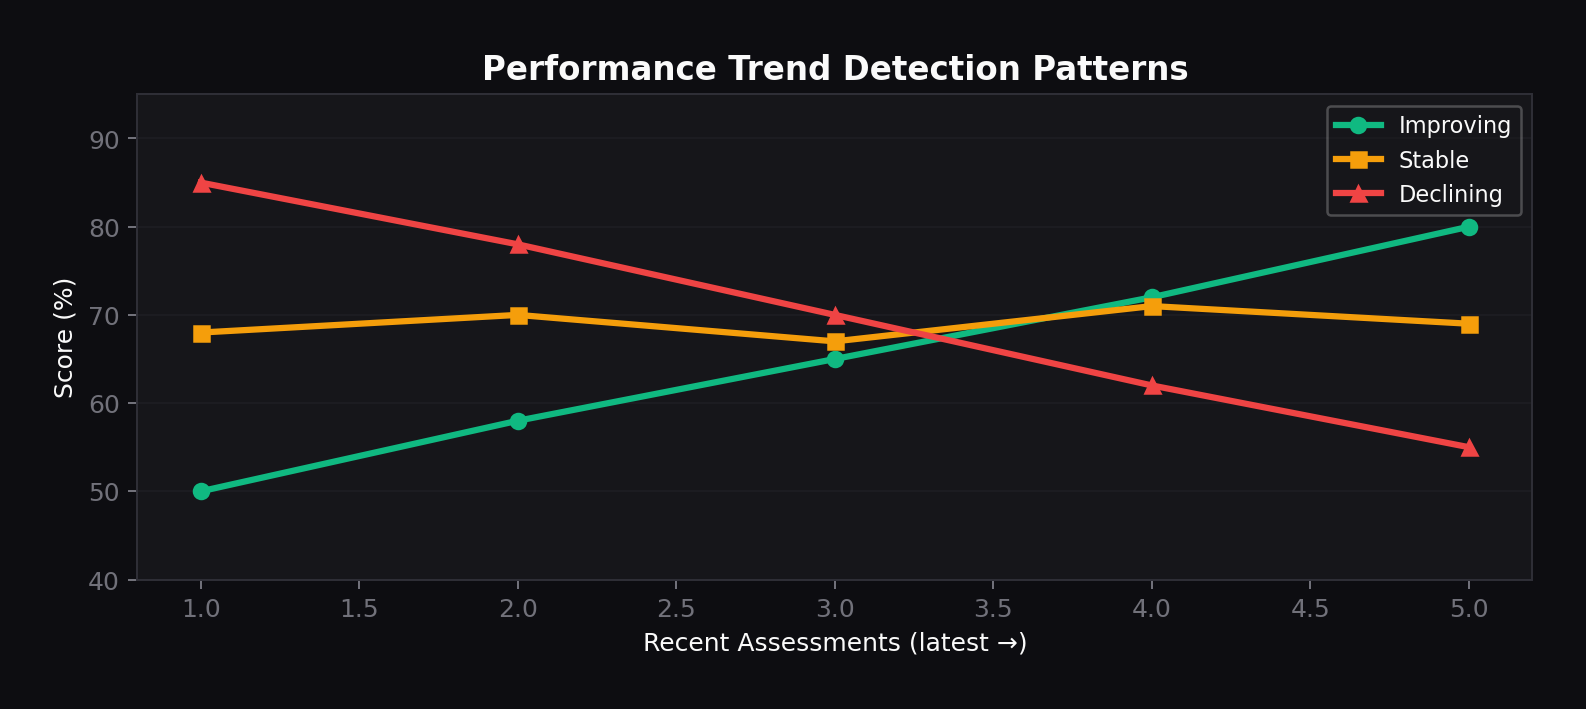 Performance Trend Detection Patterns
Improving
Stable
Declining
Score (%)
90
80
70
60
50
40
1.0 1.5 2.0 2.5 3.0 3.5 4.0 4.5 5.0
Recent Assessments (latest →)